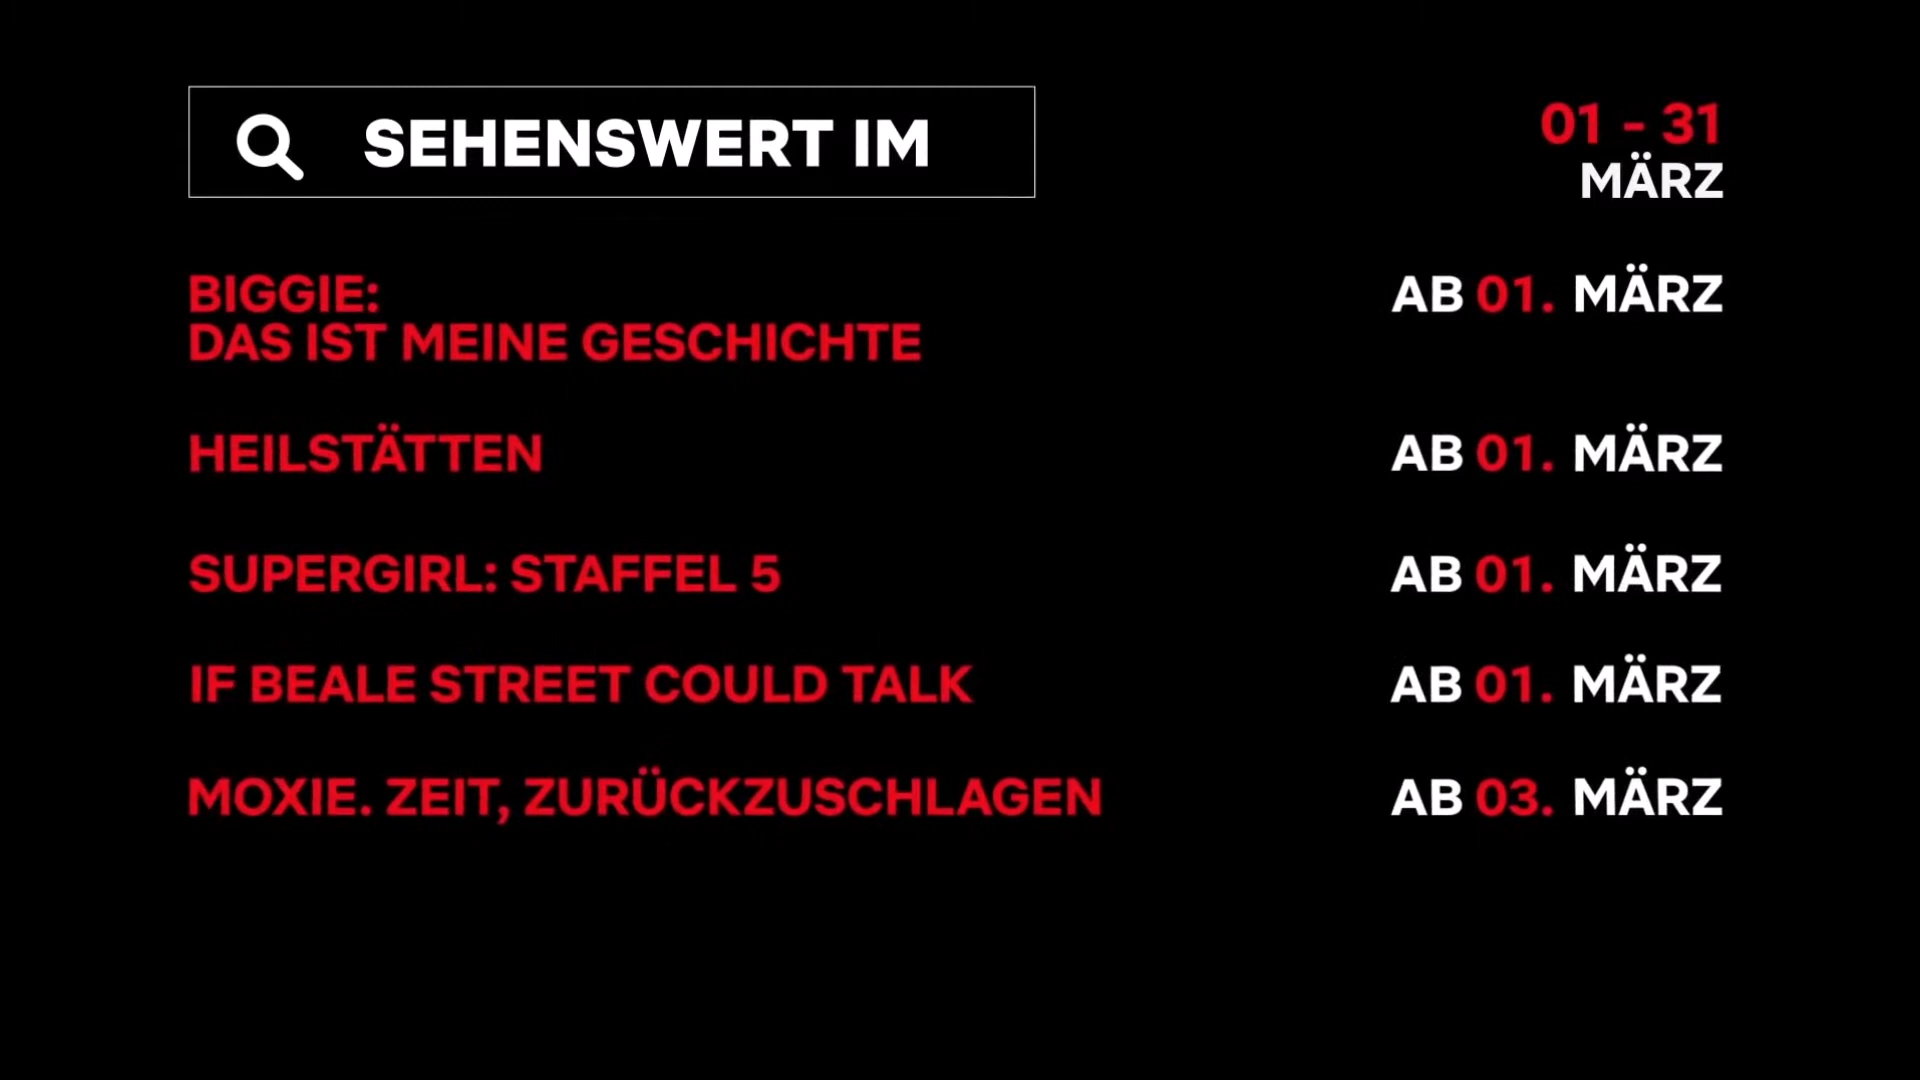 SEHENSWERT IM
01 - 31
MÄRZ
BIGGIE:
DAS IST MEINE GESCHICHTE
AB 01. MÄRZ
HEILSTÄTTEN
AB 01. MÄRZ
SUPERGIRL: STAFFEL 5
AB 01. MÄRZ
IF BEALE STREET COULD TALK
AB 01. MÄRZ
MOXIE. ZEIT, ZURÜCKZUSCHLAGEN
AB 03. MÄRZ